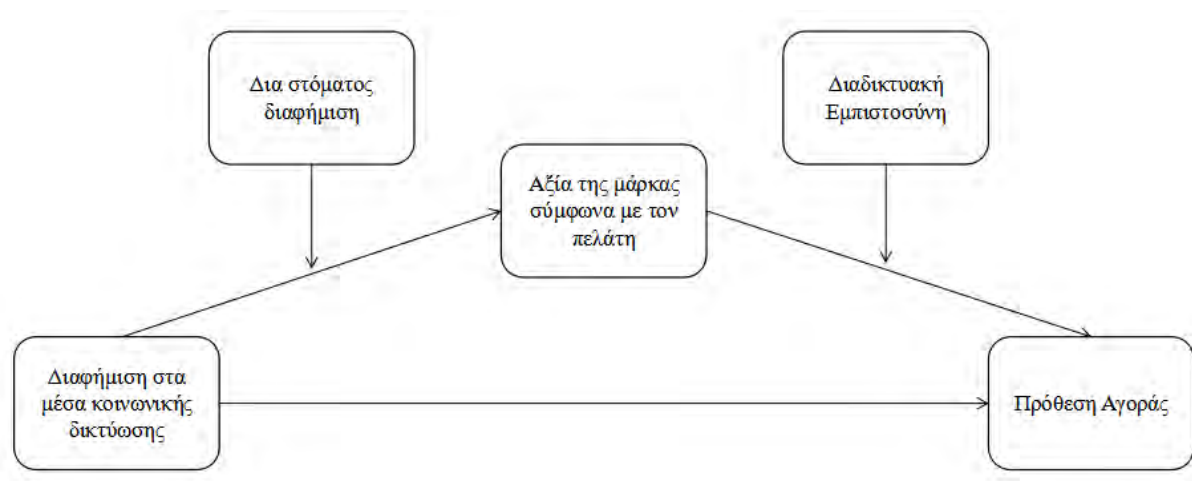 Δια στόματος
διαφήμιση
Διαδικτυακή
Εμπιστοσύνη
Αξία της μάρκας
σύμφωνα με τον
πελάτη
Διαφήμιση στα
μέσα κοινωνικής
δικτύωσης
Πρόθεση Αγοράς